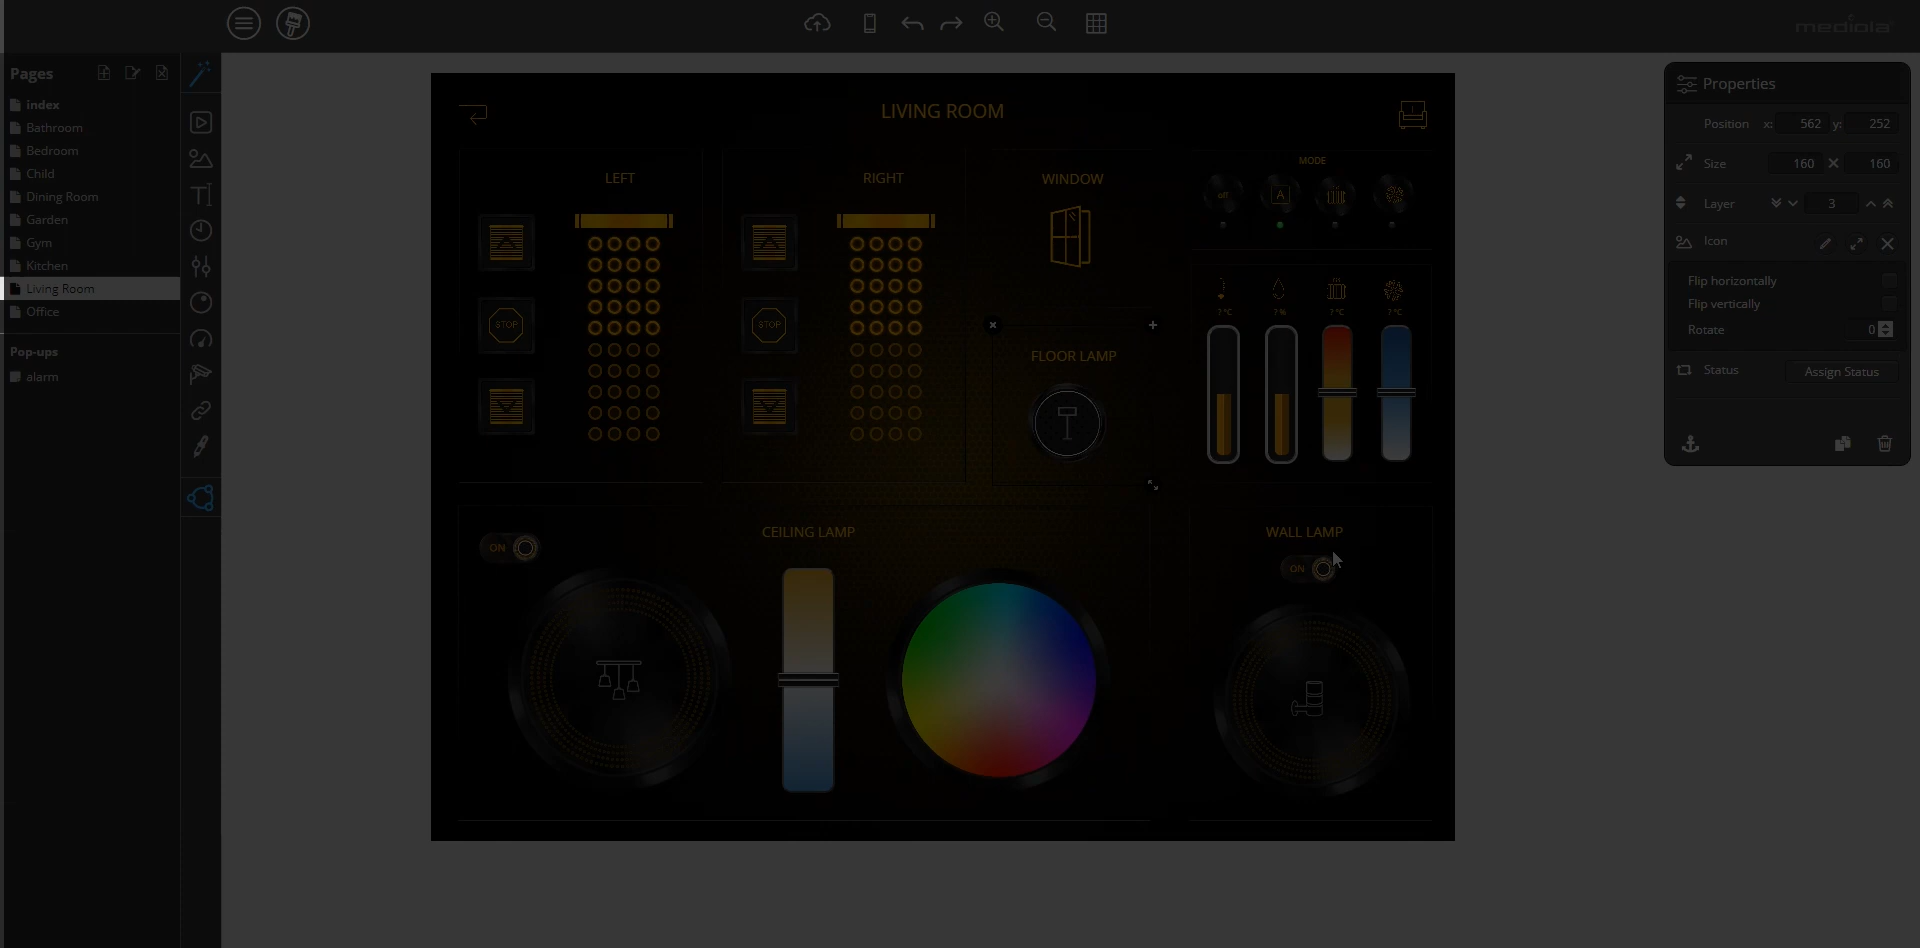 mediola
Pages
index
Bathroom
Bedroom
Child
Dining Room
Garden
Gym
Kitchen
Living Room
Office
Pop-ups
alarm
LIVING ROOM
LEFT
RIGHT
WINDOW
MODE
off
A
STOP
STOP
? °C
? %
? °C
? °C
FLOOR LAMP
CEILING LAMP
ON
WALL LAMP
ON
Properties
Position x: 562 y: 252
Size 160 × 160
Layer 3
Icon
Flip horizontally
Flip vertically
Rotate 0
Status Assign Status